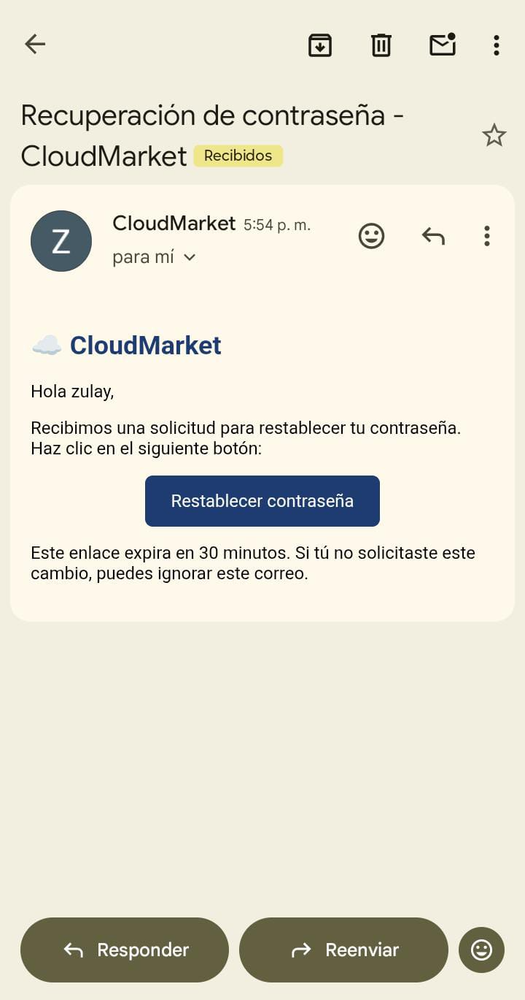 Recuperación de contraseña -
CloudMarket Recibidos
Z
CloudMarket 5:54 p. m.
para mí
CloudMarket
Hola zulay,
Recibimos una solicitud para restablecer tu contraseña.
Haz clic en el siguiente botón:
Restablecer contraseña
Este enlace expira en 30 minutos. Si tú no solicitaste este
cambio, puedes ignorar este correo.
Responder
Reenviar